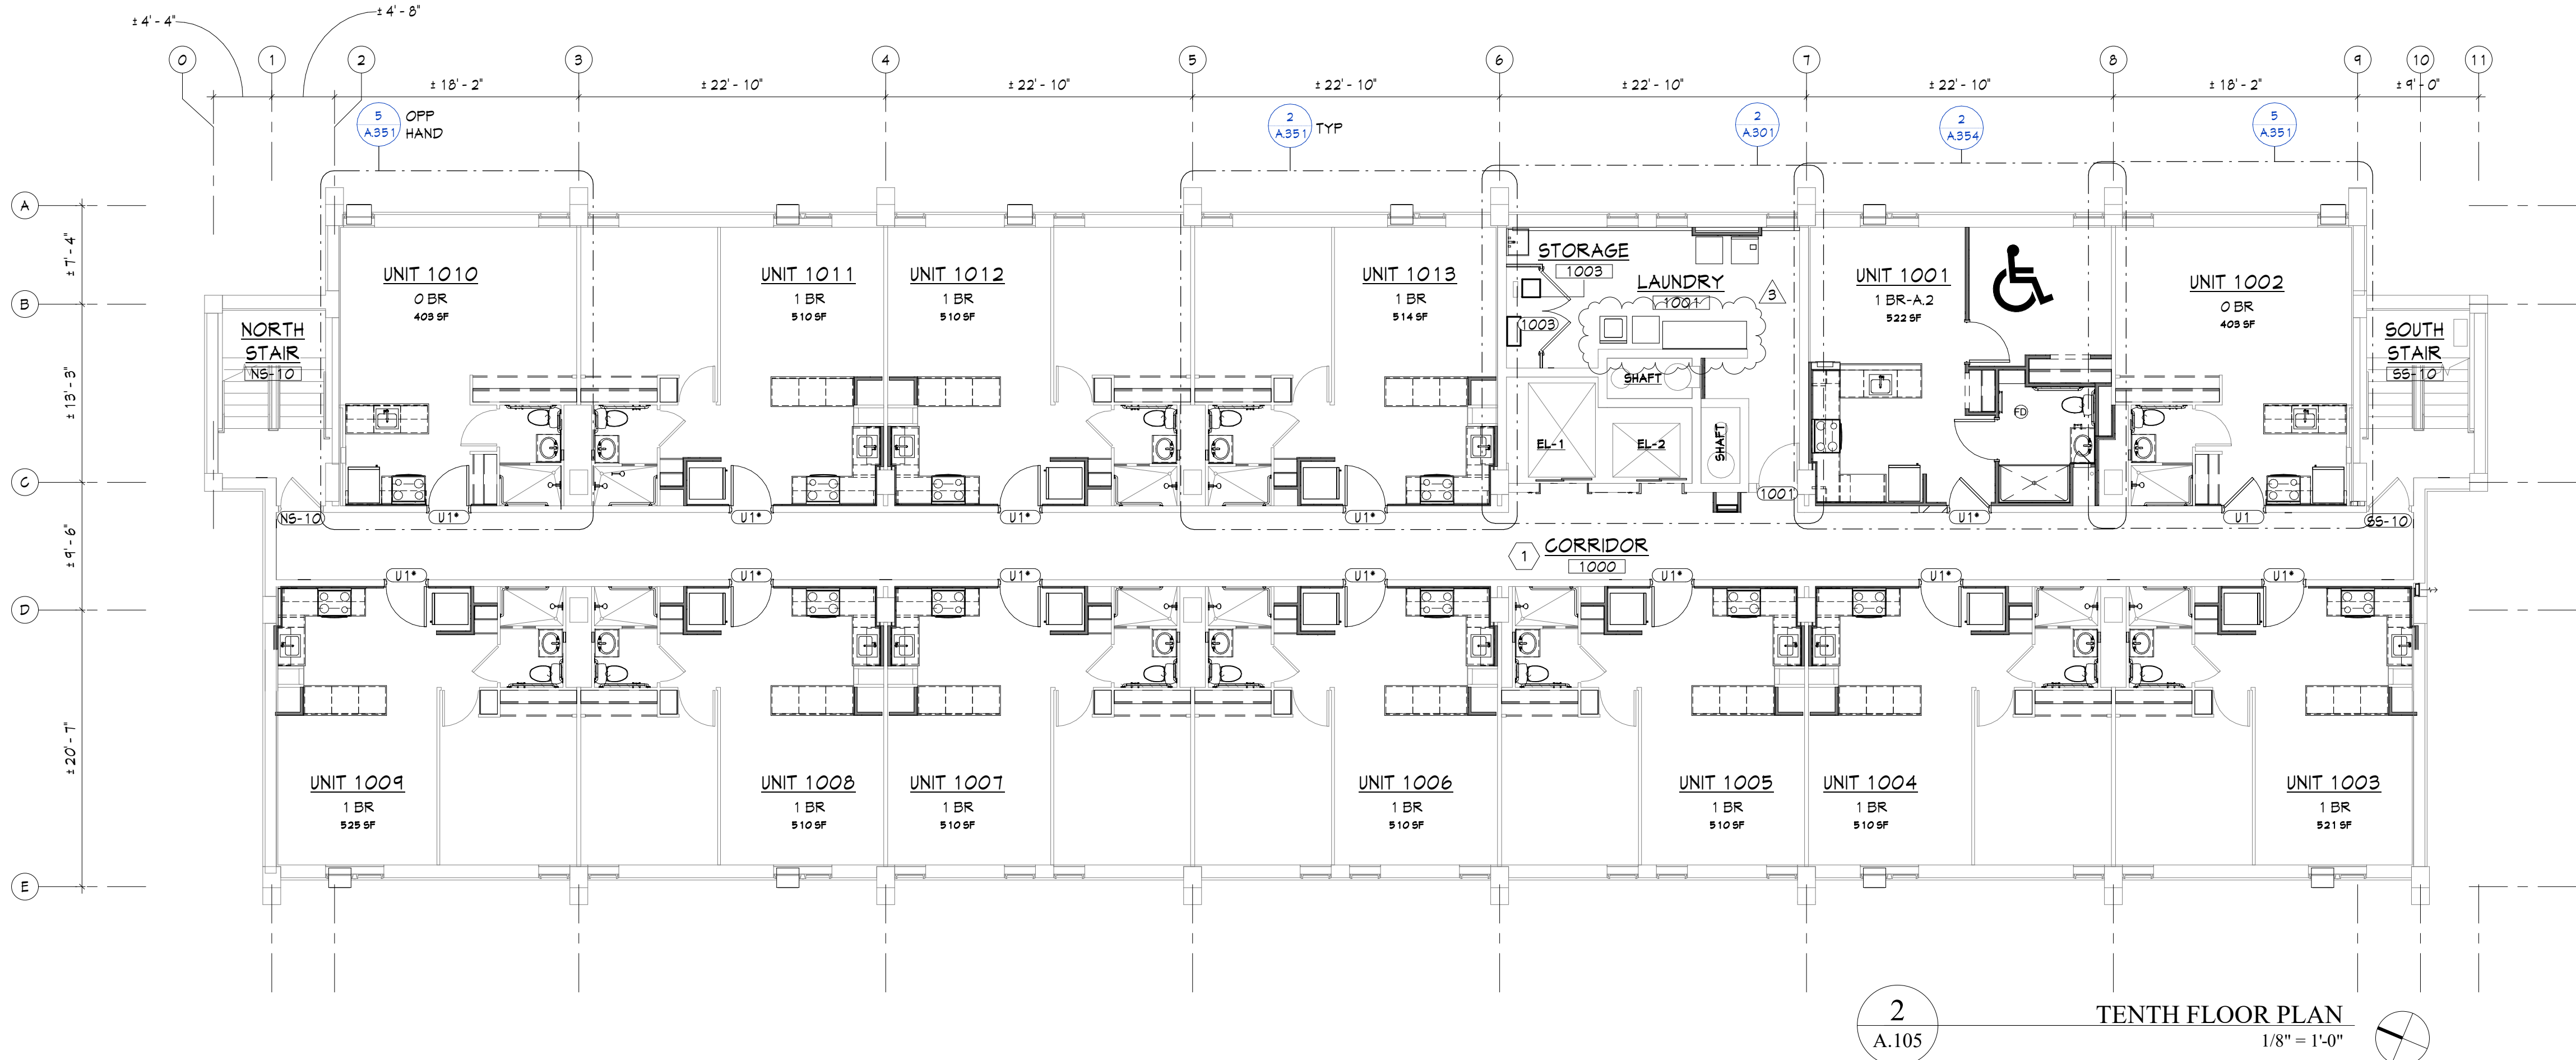 ± 4' - 4"
± 4' - 8"
0
1
2
3
4
5
6
7
8
9
10
11
± 18' - 2"
± 22' - 10"
± 22' - 10"
± 22' - 10"
± 22' - 10"
± 22' - 10"
± 18' - 2"
± 9' - 0"
5
A.351
OPP
HAND
2
A.351
TYP
2
A.301
2
A.354
5
A.351
A
B
C
D
E
± 7' - 4"
± 13' - 3"
± 9' - 6"
± 20' - 7"
NORTH
STAIR
NS-10
UNIT 1010
0 BR
403 SF
UNIT 1011
1 BR
510 SF
UNIT 1012
1 BR
510 SF
UNIT 1013
1 BR
514 SF
STORAGE
1003
1003
LAUNDRY
1001
3
SHAFT
SHAFT
EL-1
EL-2
1001
UNIT 1001
1 BR-A.2
522 SF
FD
UNIT 1002
0 BR
403 SF
SOUTH
STAIR
SS-10
NS-10
U1*
U1*
U1*
U1*
U1*
U1
SS-10
1
CORRIDOR
1000
U1*
U1*
U1*
U1*
U1*
U1*
U1*
UNIT 1009
1 BR
525 SF
UNIT 1008
1 BR
510 SF
UNIT 1007
1 BR
510 SF
UNIT 1006
1 BR
510 SF
UNIT 1005
1 BR
510 SF
UNIT 1004
1 BR
510 SF
UNIT 1003
1 BR
521 SF
2
A.105
TENTH FLOOR PLAN
1/8" = 1'-0"